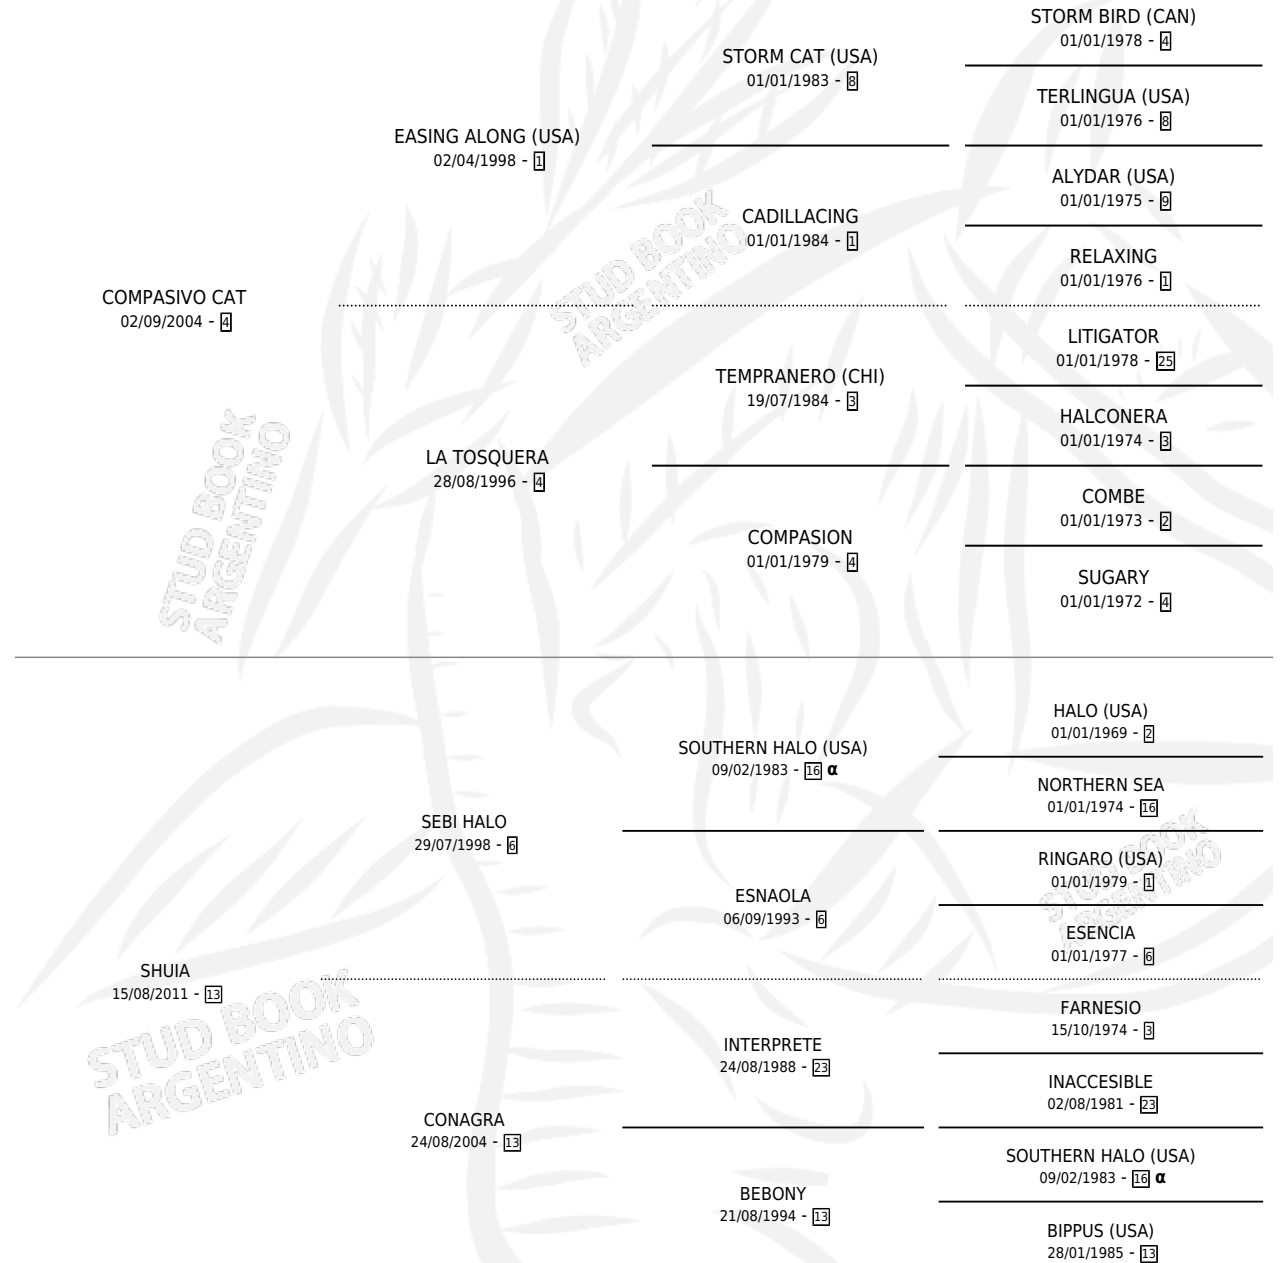 STORM BIRD (CAN)
01/01/1978 - 4
STORM CAT (USA)
01/01/1983 - 8
TERLINGUA (USA)
01/01/1976 - 8
EASING ALONG (USA)
02/04/1998 - 1
ALYDAR (USA)
01/01/1975 - 9
CADILLACING
01/01/1984 - 1
RELAXING
01/01/1976 - 1
COMPASIVO CAT
02/09/2004 - 4
LITIGATOR
01/01/1978 - 25
TEMPRANERO (CHI)
19/07/1984 - 3
HALCONERA
01/01/1974 - 3
LA TOSQUERA
28/08/1996 - 4
COMBE
01/01/1973 - 2
COMPASION
01/01/1979 - 4
SUGARY
01/01/1972 - 4
HALO (USA)
01/01/1969 - 2
SOUTHERN HALO (USA)
09/02/1983 - 16 α
NORTHERN SEA
01/01/1974 - 16
SEBI HALO
29/07/1998 - 6
RINGARO (USA)
01/01/1979 - 1
ESNAOLA
06/09/1993 - 6
ESENCIA
01/01/1977 - 6
SHUIA
15/08/2011 - 13
FARNESIO
15/10/1974 - 3
INTERPRETE
24/08/1988 - 23
INACCESIBLE
02/08/1981 - 23
CONAGRA
24/08/2004 - 13
SOUTHERN HALO (USA)
09/02/1983 - 16 α
BEBONY
21/08/1994 - 13
BIPPUS (USA)
28/01/1985 - 13
STUD BOOK
ARGENTINO
STUD BOOK
ARGENTINO
STUD BOOK
ARGENTINO
STUD BOOK
ARGENTINO